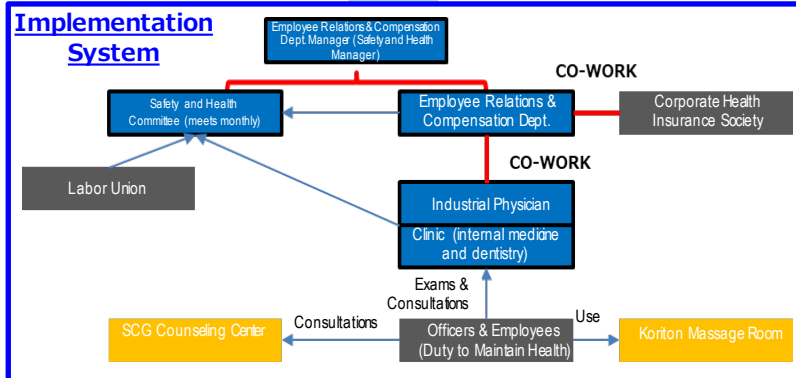 Implementation
System
Employee Relations & Compensation
Dept. Manager (Safety and Health
Manager)
CO-WORK
Safety and Health
Committee (meets monthly)
Employee Relations &
Compensation Dept.
Corporate Health
Insurance Society
CO-WORK
Labor Union
Industrial Physician
Clinic (internal medicine
and dentistry)
Exams &
Consultations
SCG Counseling Center
Consultations
Officers & Employees
(Duty to Maintain Health)
Use
Koriton Massage Room